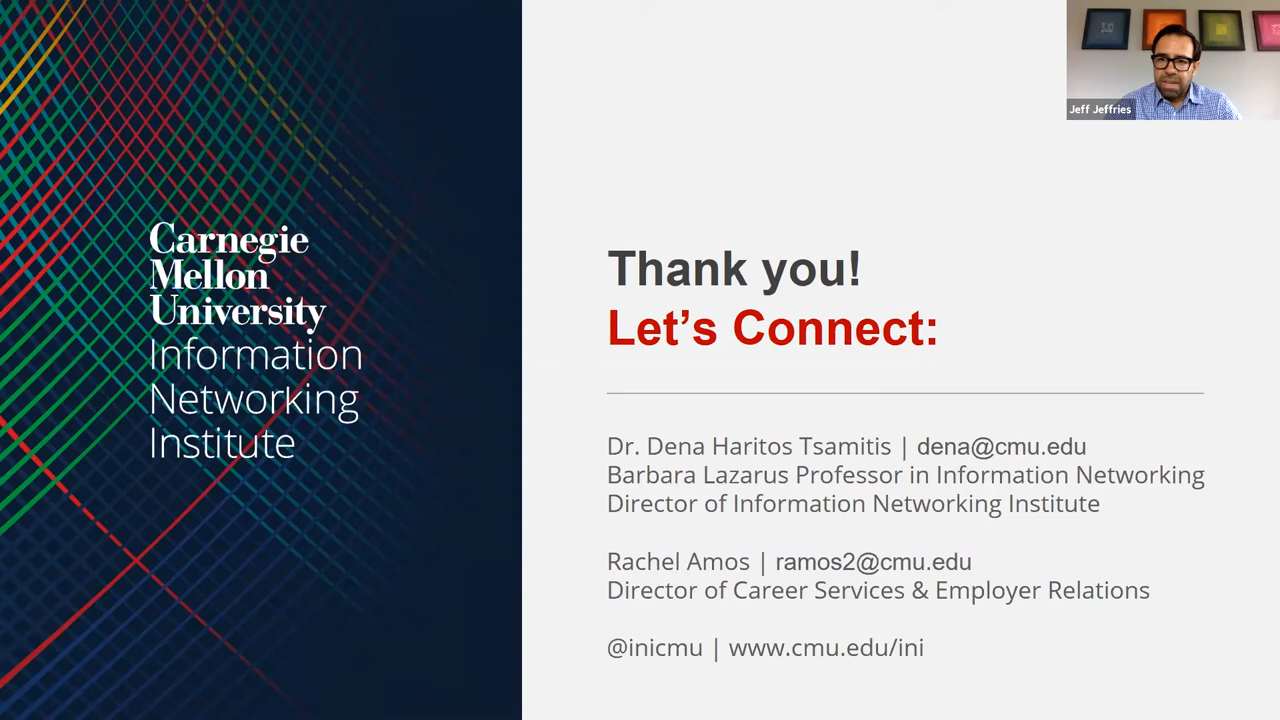 Jeff Jeffries
Carnegie
Mellon
University
Information
Networking
Institute
Thank you!
Let's Connect:
Dr. Dena Haritos Tsamitis | dena@cmu.edu
Barbara Lazarus Professor in Information Networking
Director of Information Networking Institute
Rachel Amos | ramos2@cmu.edu
Director of Career Services & Employer Relations
@inicmu | www.cmu.edu/ini